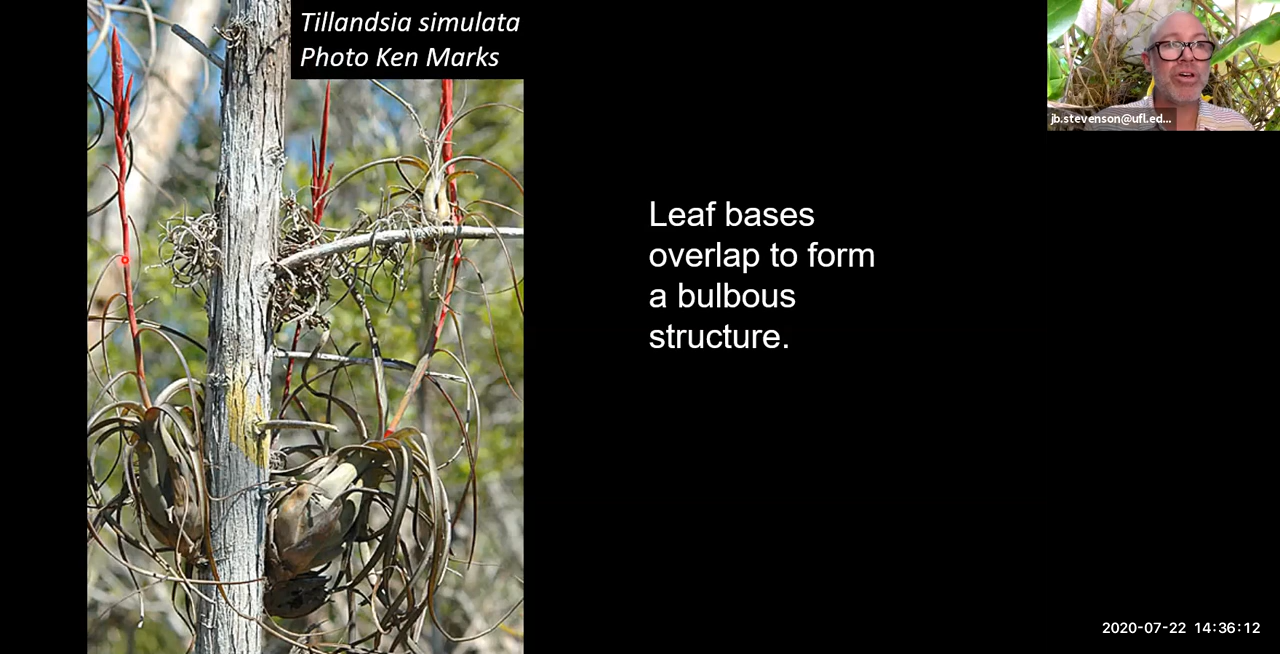 Tillandsia simulata
Photo Ken Marks
jb.stevenson@ufl.ed...
Leaf bases
overlap to form
a bulbous
structure.
2020-07-22 14:36:12